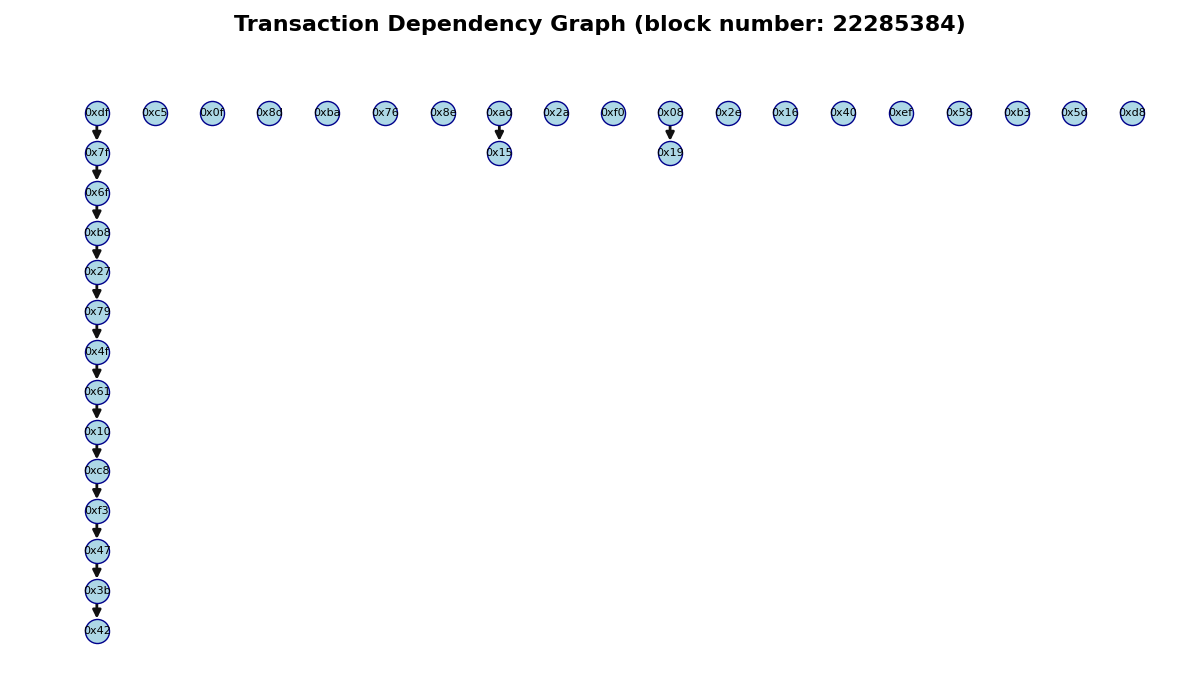 Transaction Dependency Graph (block number: 22285384)
0xdf 0xc5 0x0f 0x8d 0xba 0x76 0x8e 0xad 0x2a 0xf0 0x08 0x2e 0x16 0x40 0xef 0x58 0xb3 0x5d 0xd8
0x7f 0x15 0x19
0x6f
0xb8
0x27
0x79
0x4f
0x61
0x10
0xc8
0xf3
0x47
0x3b
0x42